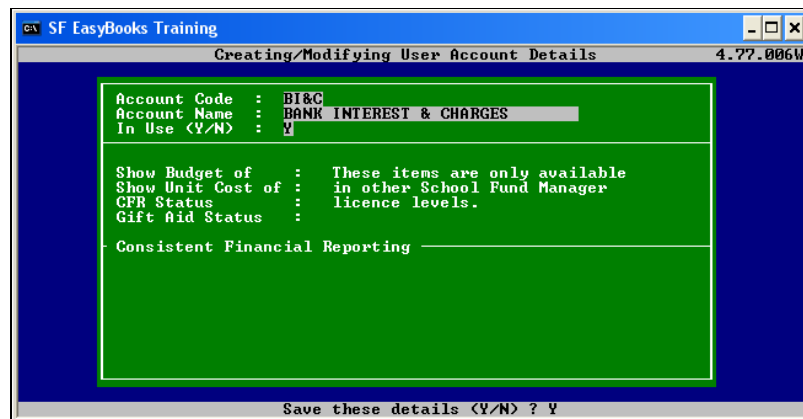 SF EasyBooks Training
Creating/Modifying User Account Details 4.77.006W
Account Code : BI&C
Account Name : BANK INTEREST & CHARGES
In Use (Y/N) : Y
Show Budget of : These items are only available
Show Unit Cost of : in other School Fund Manager
CFR Status : licence levels.
Gift Aid Status :
Consistent Financial Reporting
Save these details (Y/N) ? Y